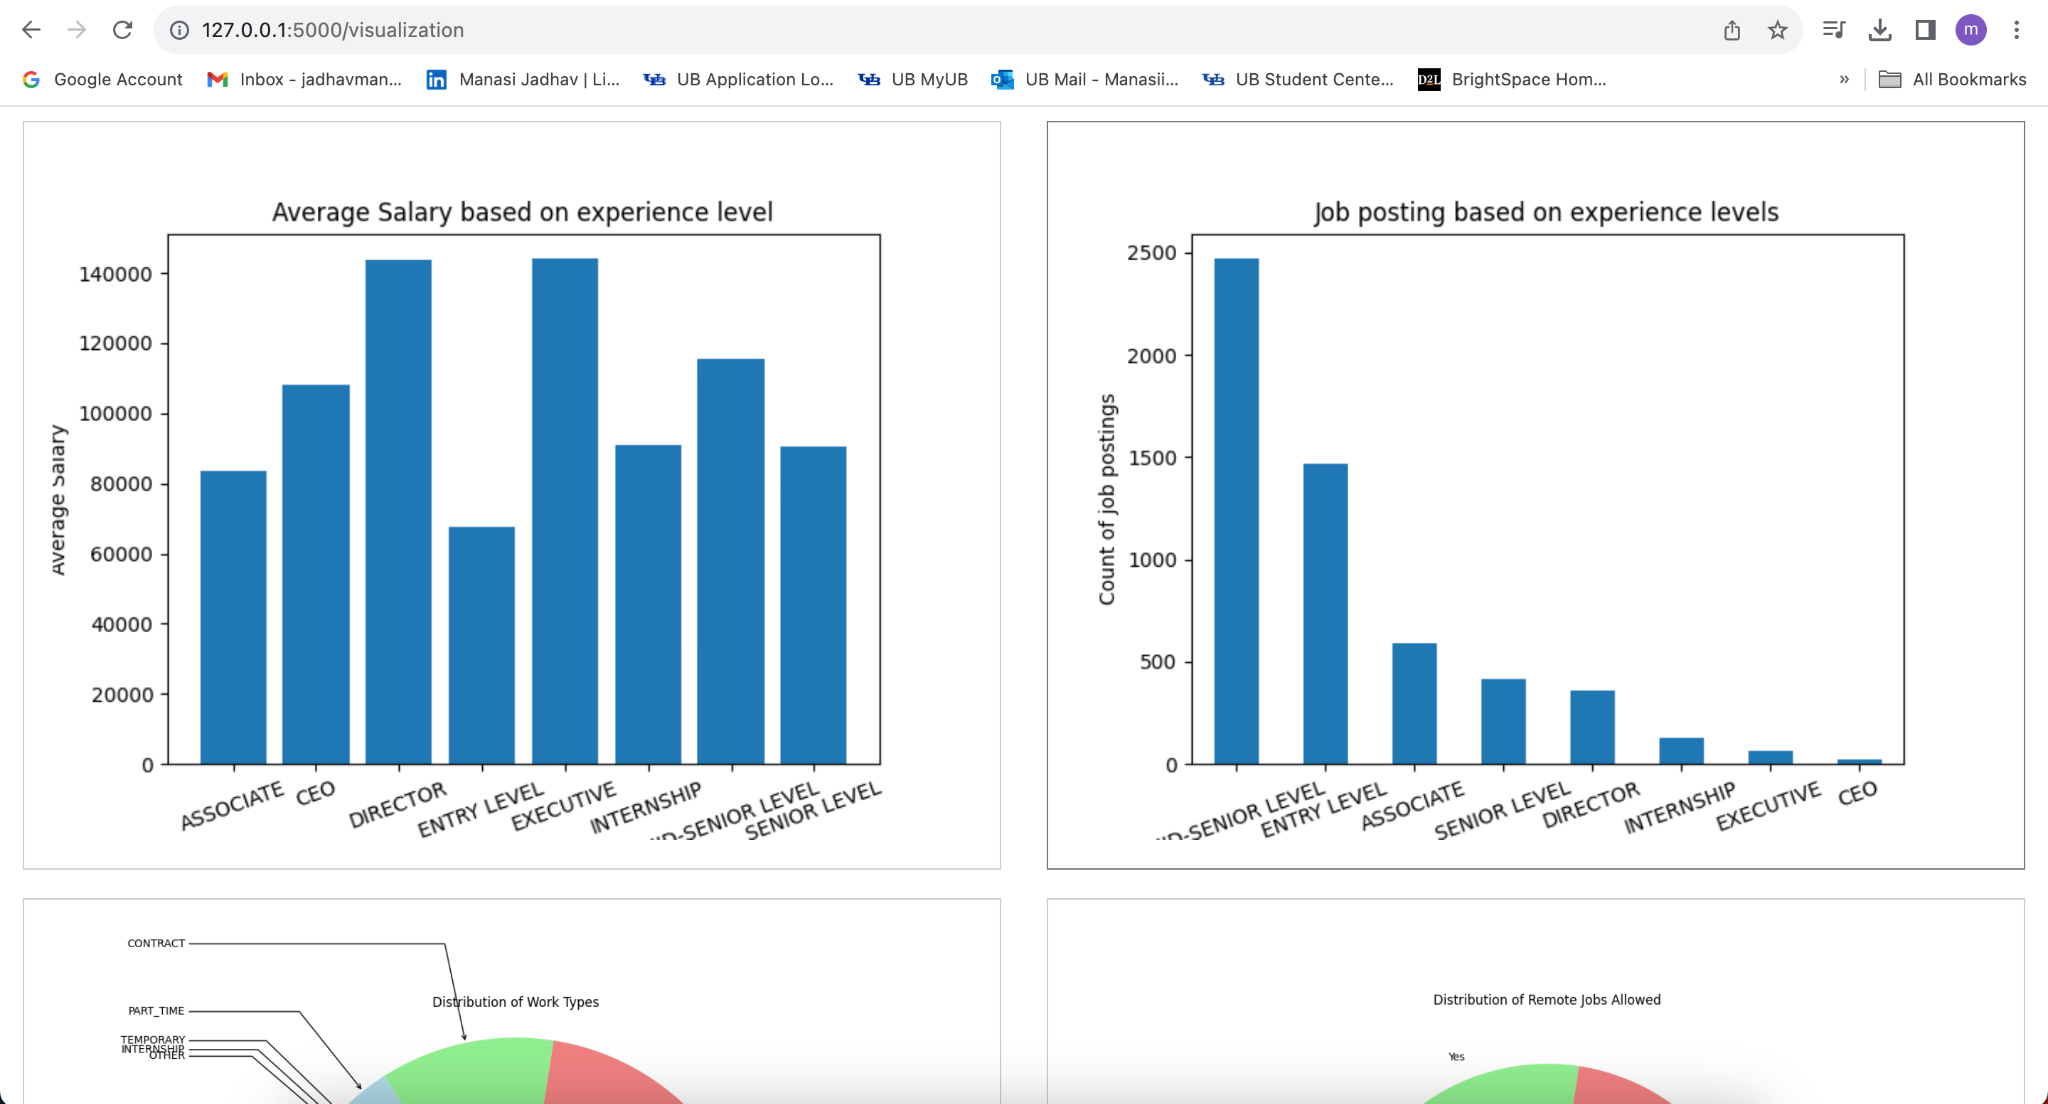 127.0.0.1:5000/visualization
m
Google Account
Inbox - jadhavman...
Manasi Jadhav | Li...
UB Application Lo...
UB MyUB
UB Mail - Manasii...
UB Student Cente...
D2L
BrightSpace Hom...
»
All Bookmarks
Average Salary based on experience level
Average Salary
140000
120000
100000
80000
60000
40000
20000
0
ASSOCIATE
CEO
DIRECTOR
ENTRY LEVEL
EXECUTIVE
INTERNSHIP
ID-SENIOR LEVEL
SENIOR LEVEL
Job posting based on experience levels
Count of job postings
2500
2000
1500
1000
500
0
ID-SENIOR LEVEL
ENTRY LEVEL
ASSOCIATE
SENIOR LEVEL
DIRECTOR
INTERNSHIP
EXECUTIVE
CEO
CONTRACT
Distribution of Work Types
PART_TIME
TEMPORARY
INTERNSHIP
OTHER
Distribution of Remote Jobs Allowed
Yes